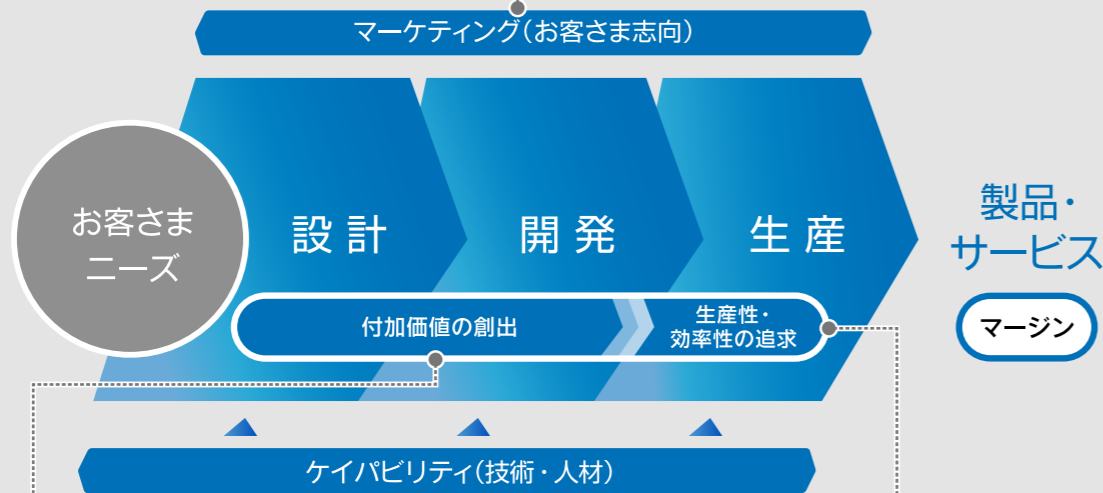 マーケティング(お客さま志向)
お客さま
ニーズ
設計
開発
生産
製品・
サービス
付加価値の創出
生産性・
効率性の追求
マージン
ケイパビリティ(技術・人材)